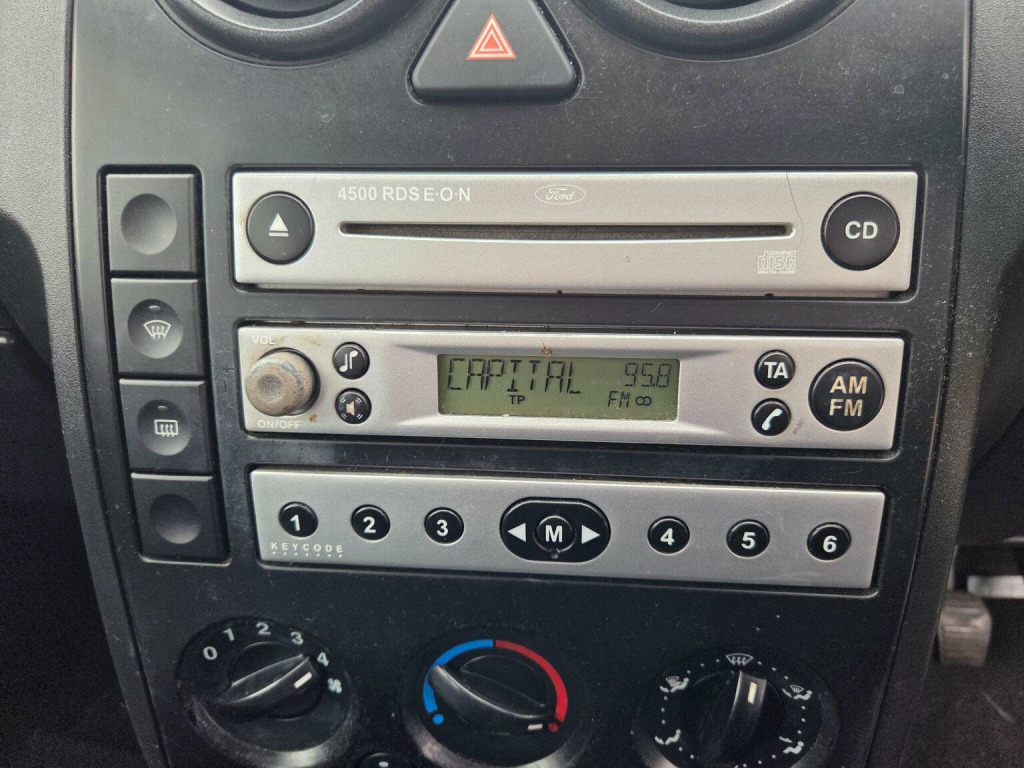 4500 RDS E·O·N
Ford
CD
COMPACT
disc
DIGITAL AUDIO
VOL
CAPITAL 95.8
TP FM
TA
AM
FM
ON/OFF
1 2 3 M 4 5 6
KEYCODE
0 1 2 3 4